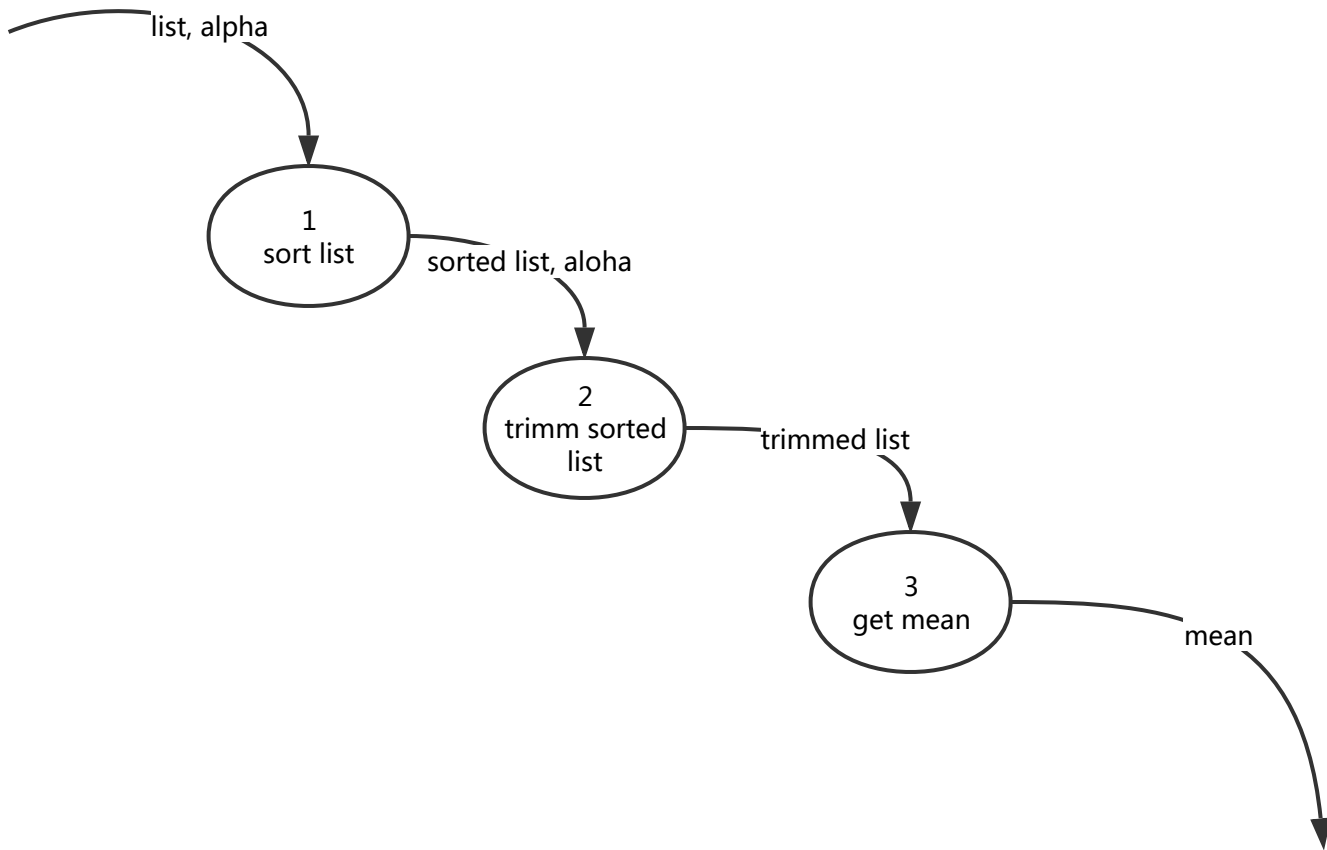 list, alpha
1
sort list
sorted list, aloha
2
trimm sorted
list
trimmed list
3
get mean
mean